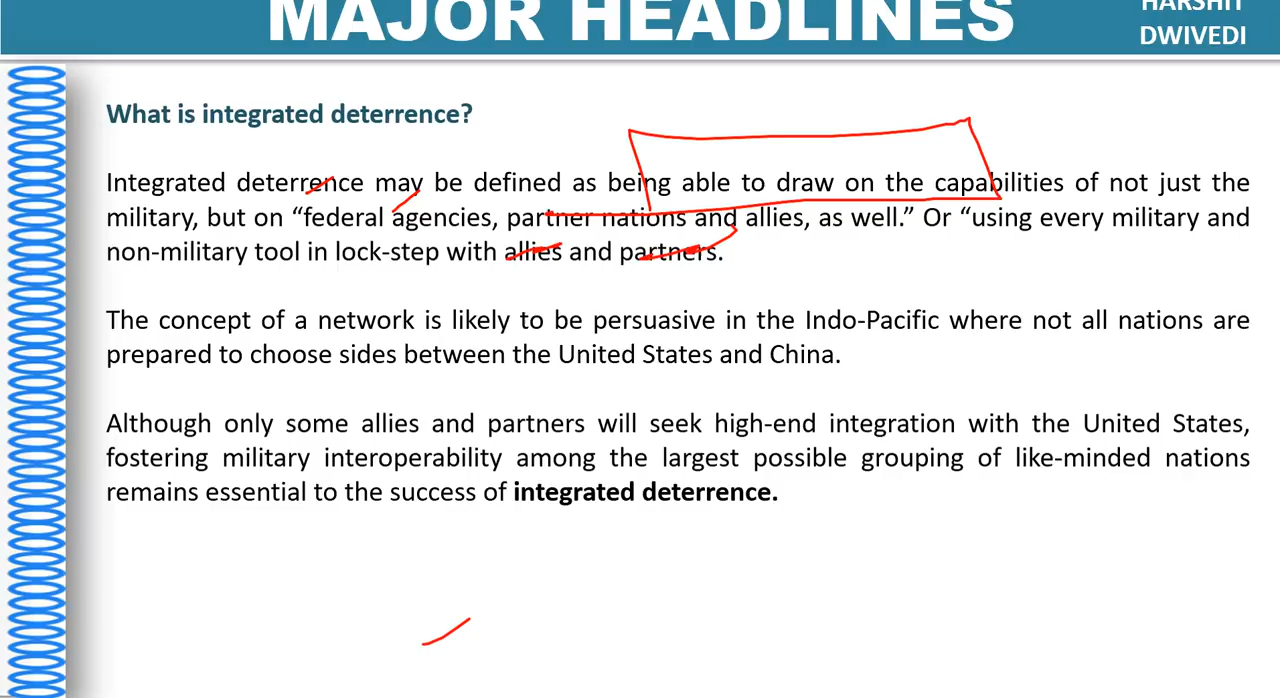 MAJOR HEADLINES
HARSHIT
DWIVEDI
What is integrated deterrence?
Integrated deterrence may be defined as being able to draw on the capabilities of not just the
military, but on “federal agencies, partner nations and allies, as well.” Or “using every military and
non-military tool in lock-step with allies and partners.
The concept of a network is likely to be persuasive in the Indo-Pacific where not all nations are
prepared to choose sides between the United States and China.
Although only some allies and partners will seek high-end integration with the United States,
fostering military interoperability among the largest possible grouping of like-minded nations
remains essential to the success of integrated deterrence.